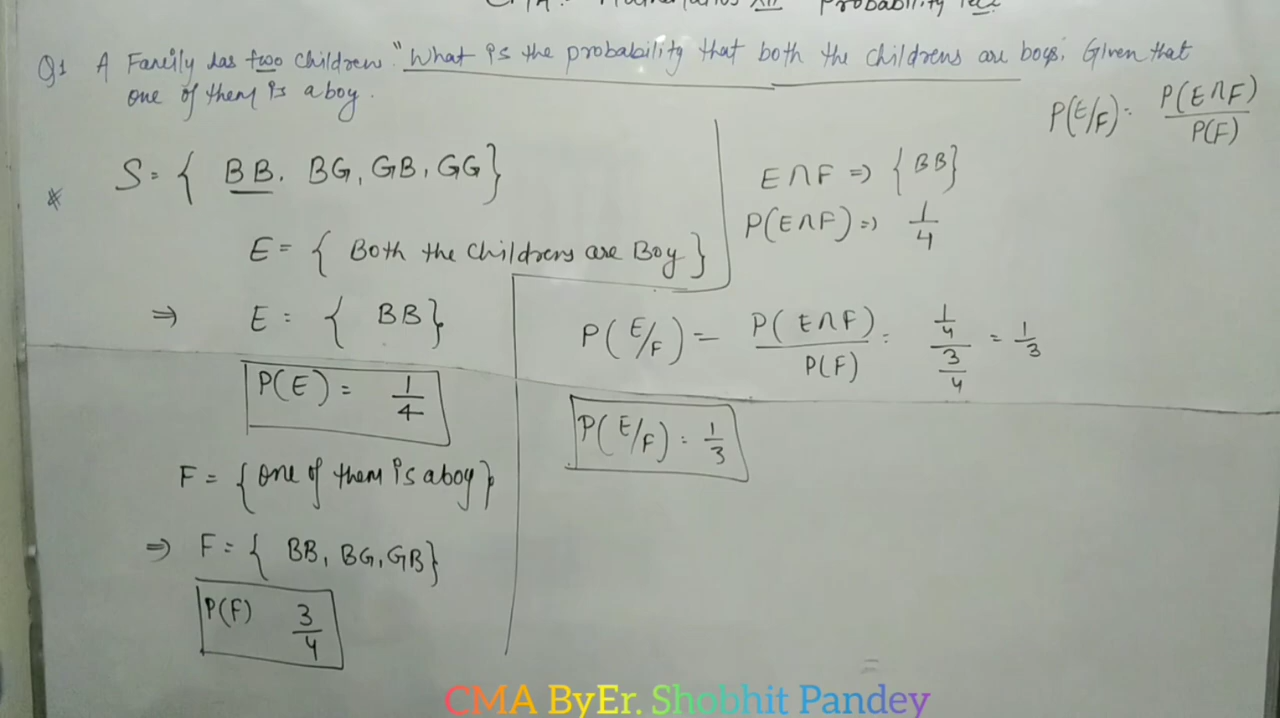 Probability
Q1 A Family has two children "What is the probability that both the childrens are boys. Given that
one of them is a boy.
P(E/F) = P(E∩F) / P(F)
S = { BB. BG, GB, GG}
E = { Both the childrens are Boy }
⇒ E = { BB}
P(E) = 1/4
F = { one of them is a boy}
⇒ F = { BB, BG, GB}
P(F) 3/4
E∩F ⇒ {BB}
P(E∩F) ⇒ 1/4
P(E/F) = P(E∩F) / P(F) = 1/4 / 3/4 = 1/3
P(E/F) = 1/3
CMA ByEr. Shobhit Pandey